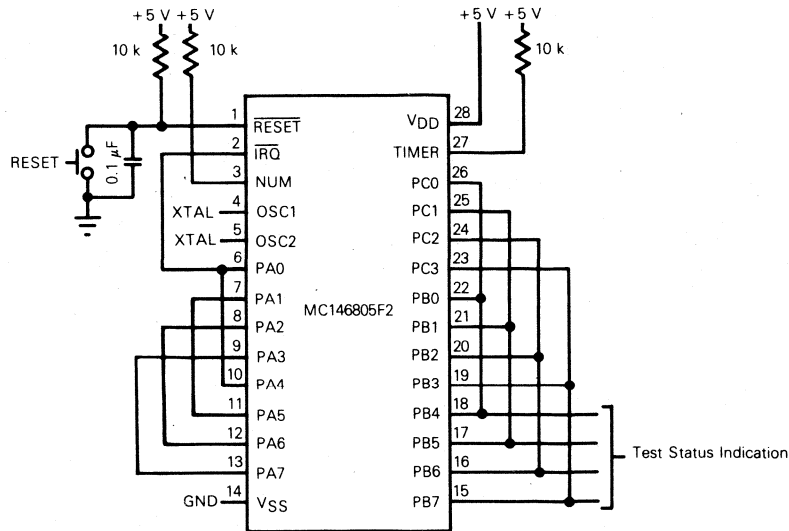 +5 V +5 V
10 k 10 k
+5 V +5 V
10 k
RESET
0.1 µF
1 RESET
2 IRQ
3 NUM
XTAL 4 OSC1
XTAL 5 OSC2
6 PA0
7 PA1
8 PA2
9 PA3
10 PA4
11 PA5
12 PA6
13 PA7
GND 14 VSS
MC146805F2
VDD 28
TIMER 27
PC0 26
PC1 25
PC2 24
PC3 23
PB0 22
PB1 21
PB2 20
PB3 19
PB4 18
PB5 17
PB6 16
PB7 15
Test Status Indication